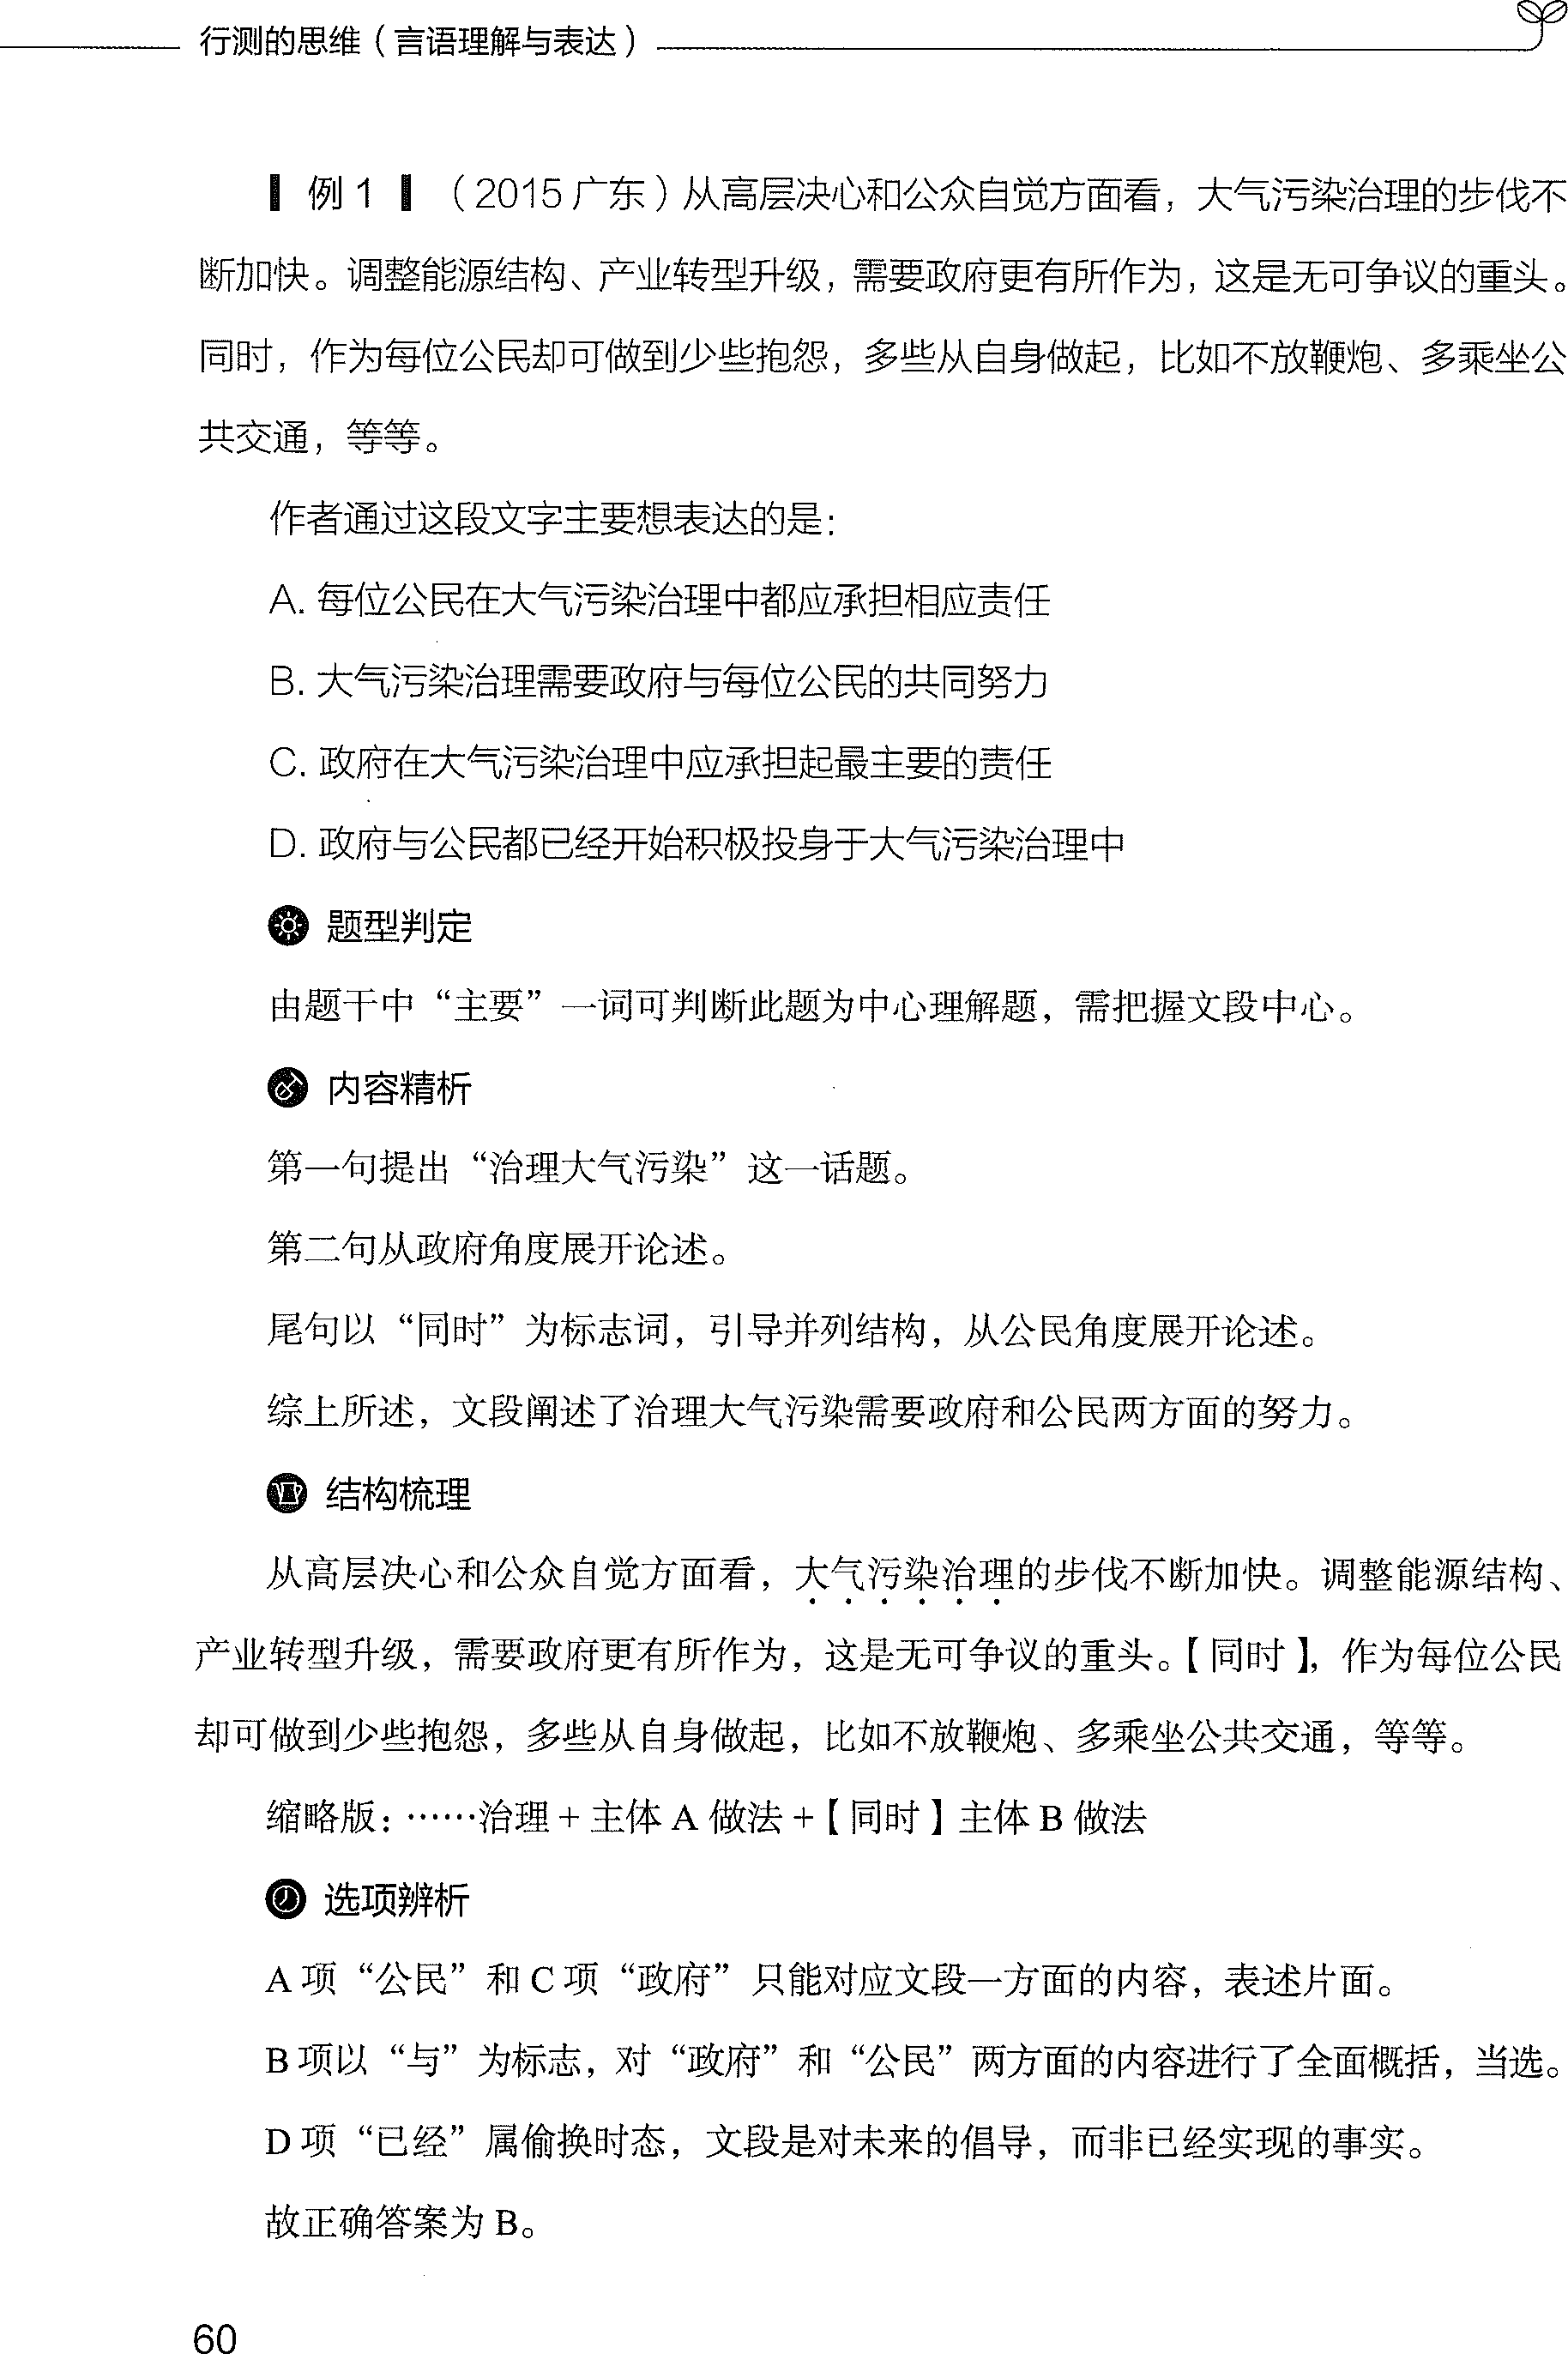 行测的思维（言语理解与表达）
例1 （2015广东）从高层决心和公众自觉方面看，大气污染治理的步伐不
断加快。调整能源结构、产业转型升级，需要政府更有所作为，这是无可争议的重头。
同时，作为每位公民却可做到少些抱怨，多些从自身做起，比如不放鞭炮、多乘坐公
共交通，等等。
作者通过这段文字主要想表达的是：
A. 每位公民在大气污染治理中都应承担相应责任
B. 大气污染治理需要政府与每位公民的共同努力
C. 政府在大气污染治理中应承担起最主要的责任
D. 政府与公民都已经开始积极投身于大气污染治理中
题型判定
由题干中“主要”一词可判断此题为中心理解题，需把握文段中心。
内容精析
第一句提出“治理大气污染”这一话题。
第二句从政府角度展开论述。
尾句以“同时”为标志词，引导并列结构，从公民角度展开论述。
综上所述，文段阐述了治理大气污染需要政府和公民两方面的努力。
结构梳理
从高层决心和公众自觉方面看，大气污染治理的步伐不断加快。调整能源结构、
产业转型升级，需要政府更有所作为，这是无可争议的重头。【同时】，作为每位公民
却可做到少些抱怨，多些从自身做起，比如不放鞭炮、多乘坐公共交通，等等。
缩略版：……治理+主体A做法+【同时】主体B做法
选项辨析
A项“公民”和C项“政府”只能对应文段一方面的内容，表述片面。
B项以“与”为标志，对“政府”和“公民”两方面的内容进行了全面概括，当选。
D项“已经”属偷换时态，文段是对未来的倡导，而非已经实现的事实。
故正确答案为B。
60